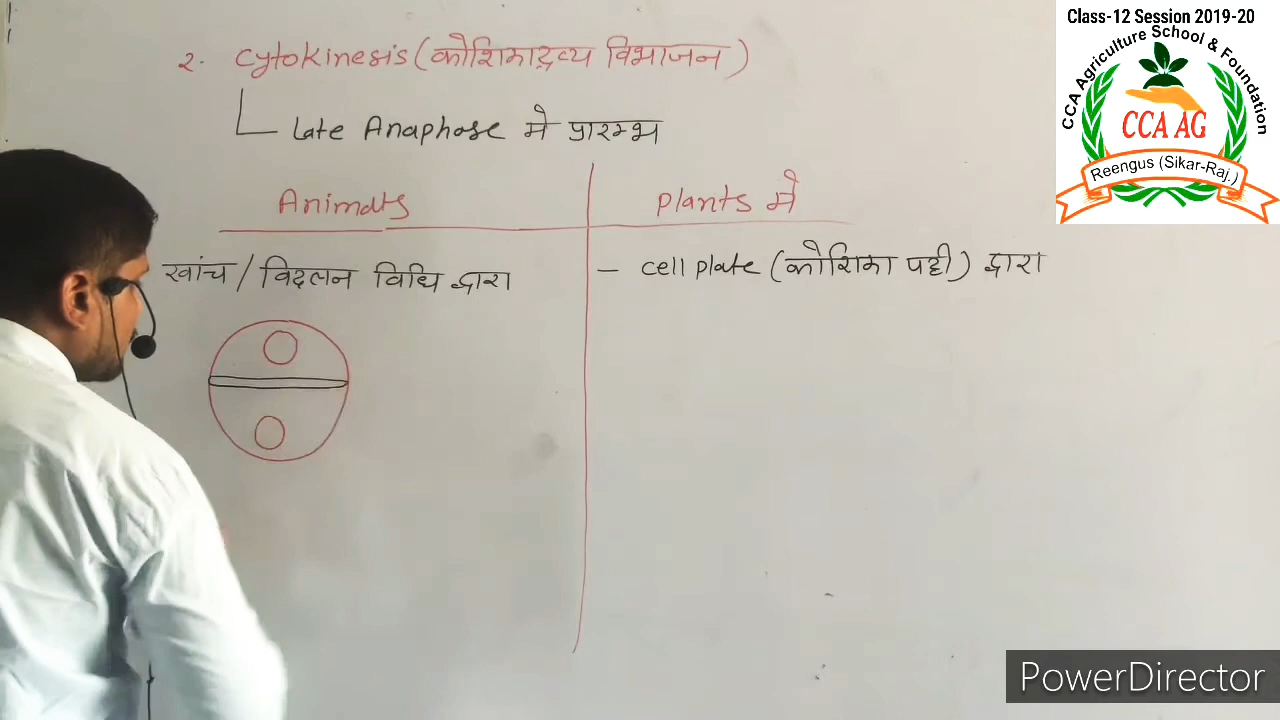 Class-12 Session 2019-20
CCA Agriculture School & Foundation
CCA AG
Reengus (Sikar-Raj.)
२. Cytokinesis (कोशिकाद्रव्य विभाजन)
Late Anaphase मे प्रारम्भ
Animals
Plants मे
खांच / विदलन विधि द्वारा
– cell plate (कोशिका पट्टी) द्वारा
PowerDirector